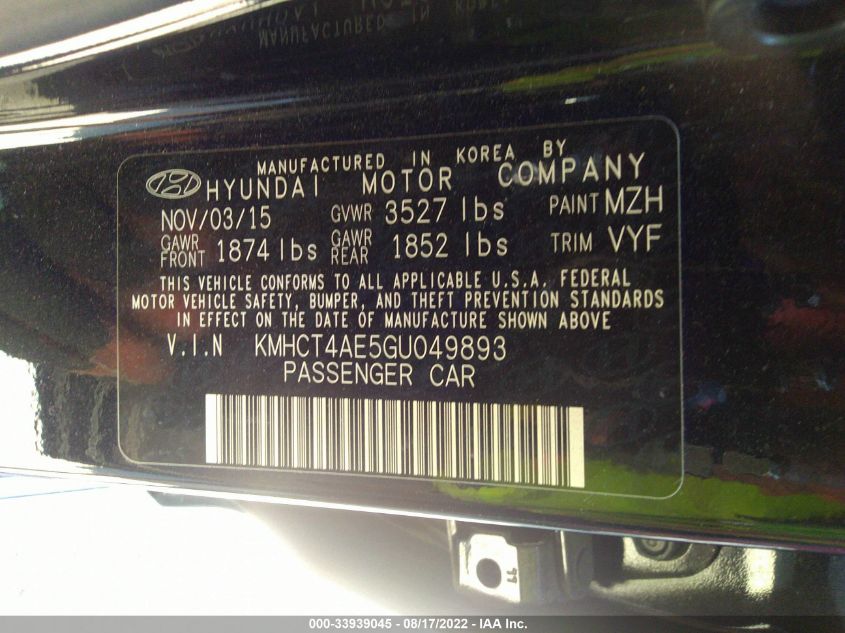 MANUFACTURED IN KOREA BY
HYUNDAI MOTOR COMPANY
NOV/03/15 GVWR 3527 lbs PAINT MZH
GAWR FRONT 1874 lbs GAWR REAR 1852 lbs TRIM VYF
THIS VEHICLE CONFORMS TO ALL APPLICABLE U.S.A. FEDERAL
MOTOR VEHICLE SAFETY, BUMPER, AND THEFT PREVENTION STANDARDS
IN EFFECT ON THE DATE OF MANUFACTURE SHOWN ABOVE
V.I.N KMHCT4AE5GU049893
PASSENGER CAR
000-33939045 - 08/17/2022 - IAA Inc.